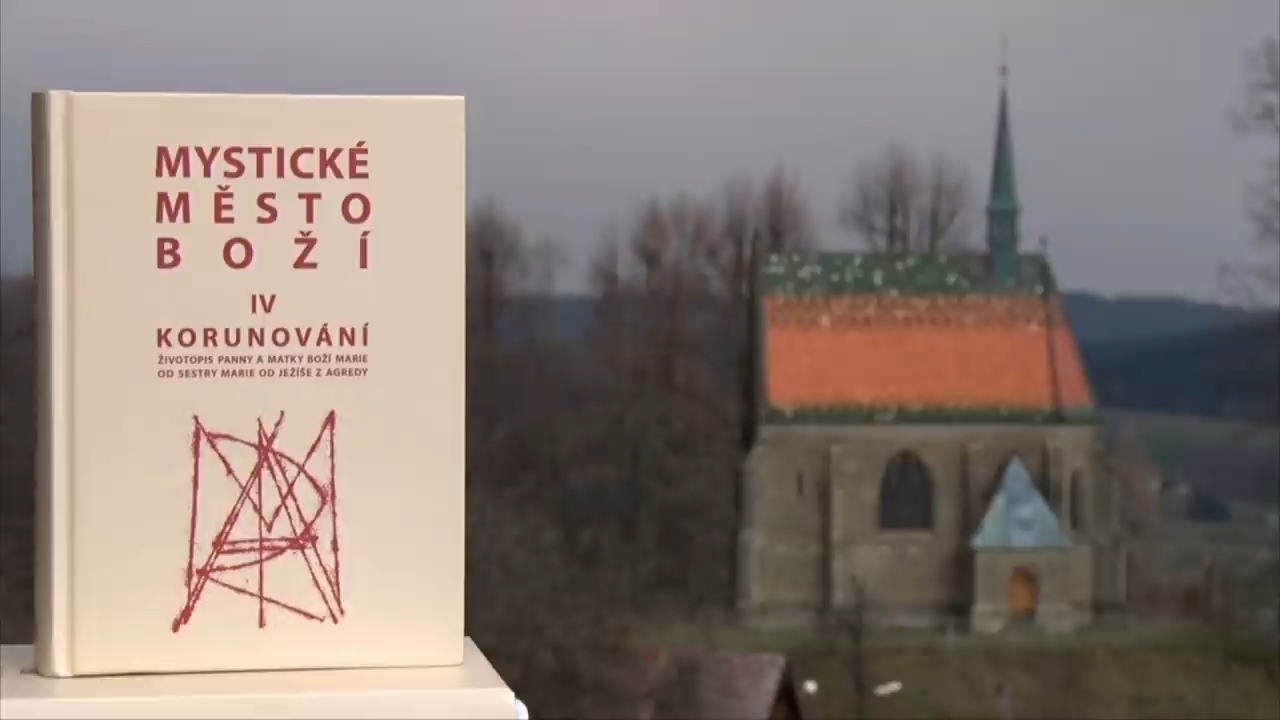 MYSTICKÉ
MĚSTO
BOŽÍ
IV
KORUNOVÁNÍ
ŽIVOTOPIS PANNY A MATKY BOŽÍ MARIE
OD SESTRY MARIE OD JEŽÍŠE Z AGREDY